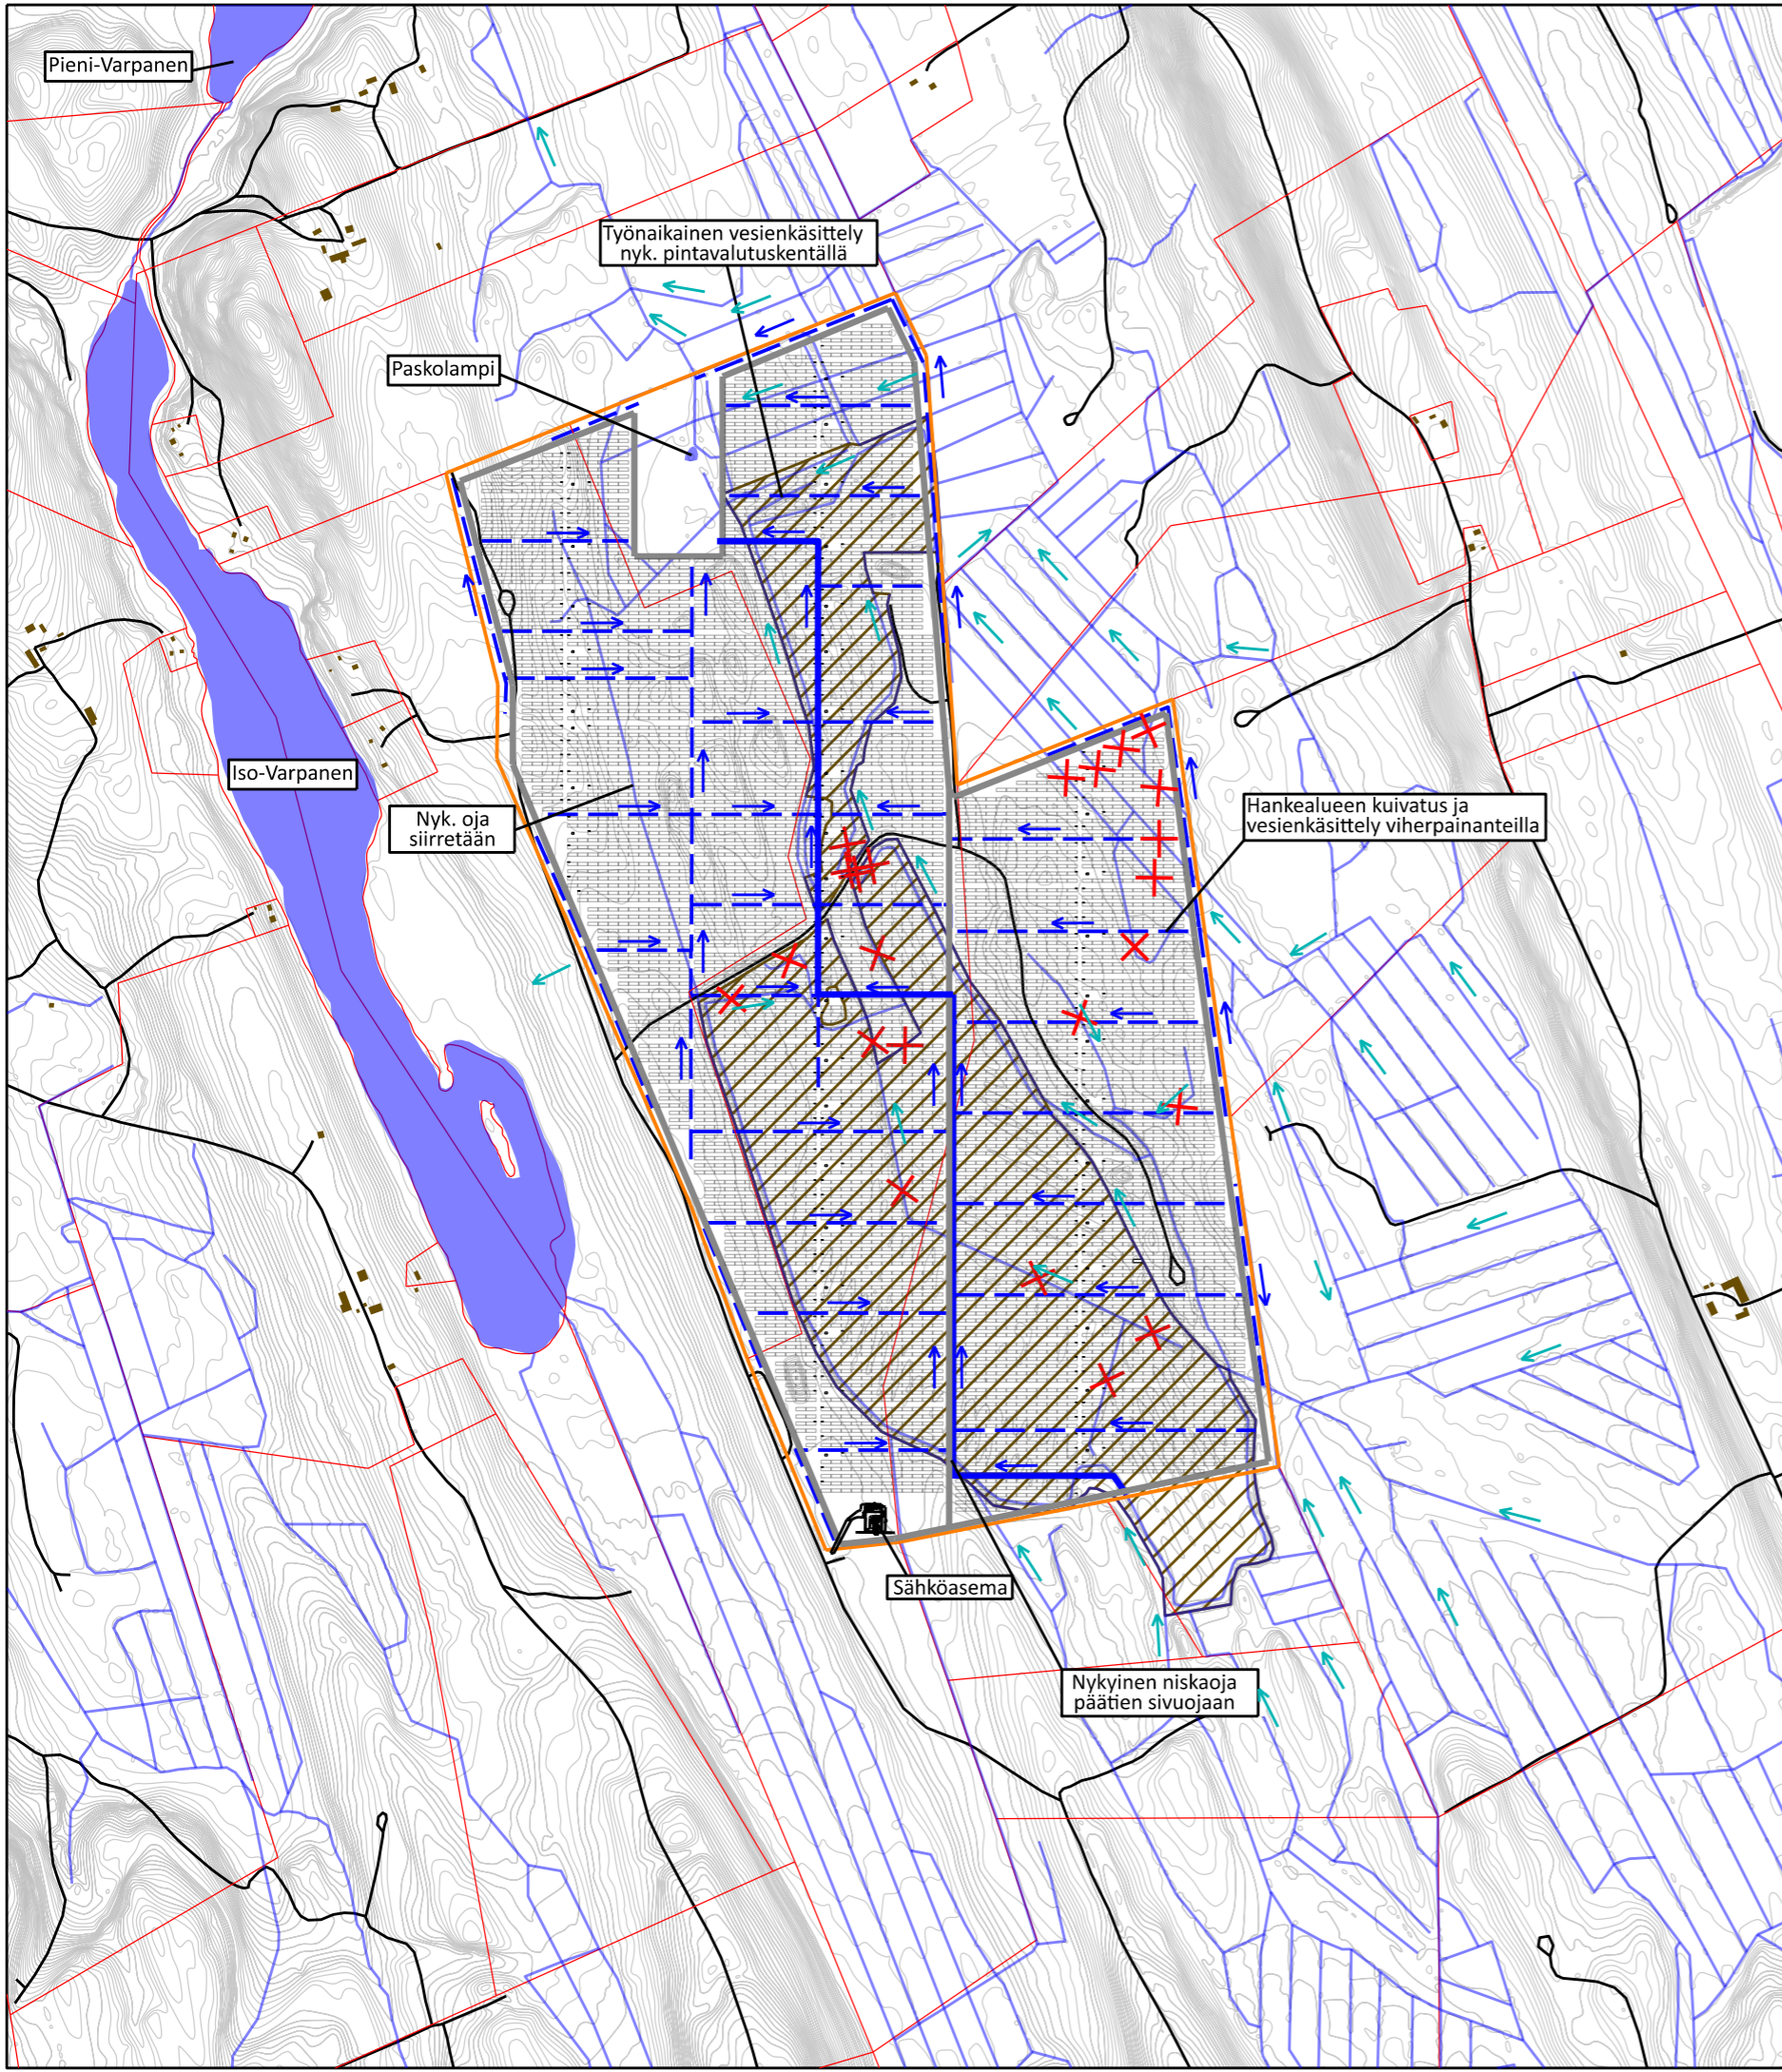 Pieni-Varpanen
Työnaikainen vesienkäsittely
nyk. pintavalutuskentällä
Paskolampi
Iso-Varpanen
Nyk. oja
siirretään
Hankealueen kuivatus ja
vesienkäsittely viherpainanteilla
Sähköasema
Nykyinen niskaoja
päätien sivuojaan